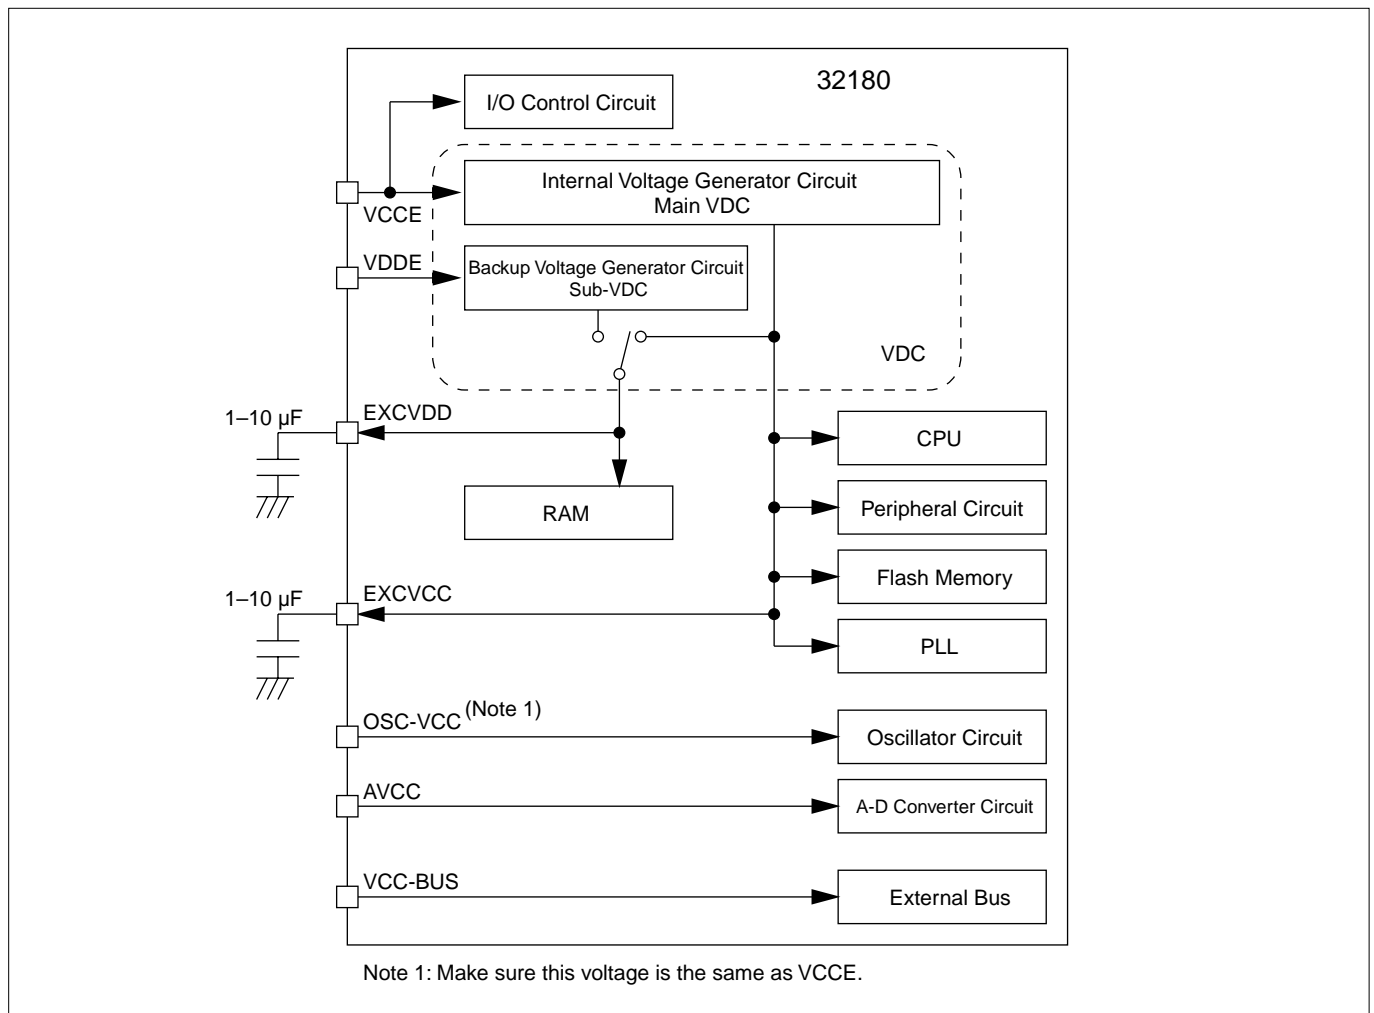 32180
I/O Control Circuit
Internal Voltage Generator Circuit
Main VDC
VCCE
VDDE
Backup Voltage Generator Circuit
Sub-VDC
VDC
1–10 µF
EXCVDD
CPU
RAM
Peripheral Circuit
Flash Memory
1–10 µF
EXCVCC
PLL
OSC-VCC (Note 1)
Oscillator Circuit
AVCC
A-D Converter Circuit
VCC-BUS
External Bus
Note 1: Make sure this voltage is the same as VCCE.